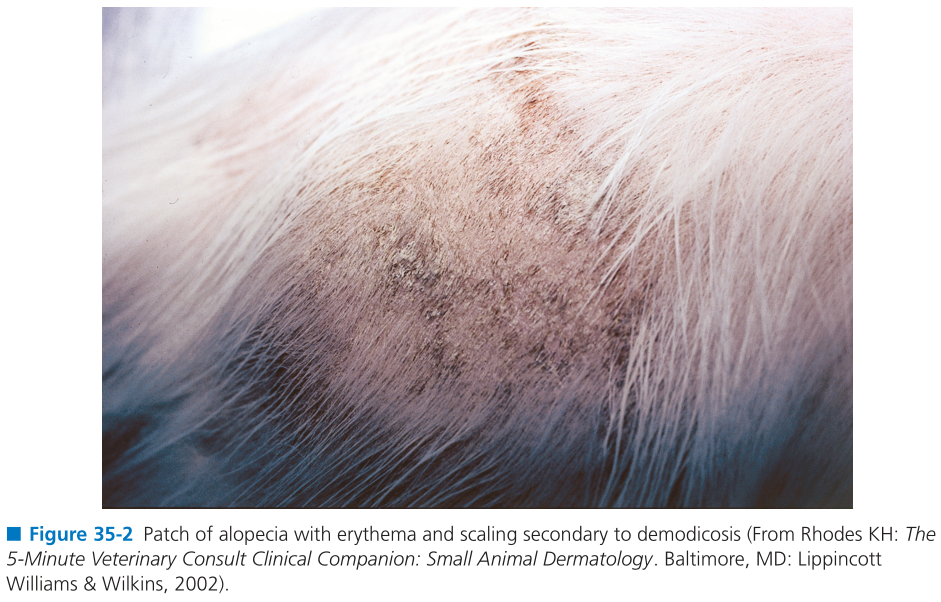 ■ Figure 35-2 Patch of alopecia with erythema and scaling secondary to demodicosis (From Rhodes KH: The
5-Minute Veterinary Consult Clinical Companion: Small Animal Dermatology. Baltimore, MD: Lippincott
Williams & Wilkins, 2002).